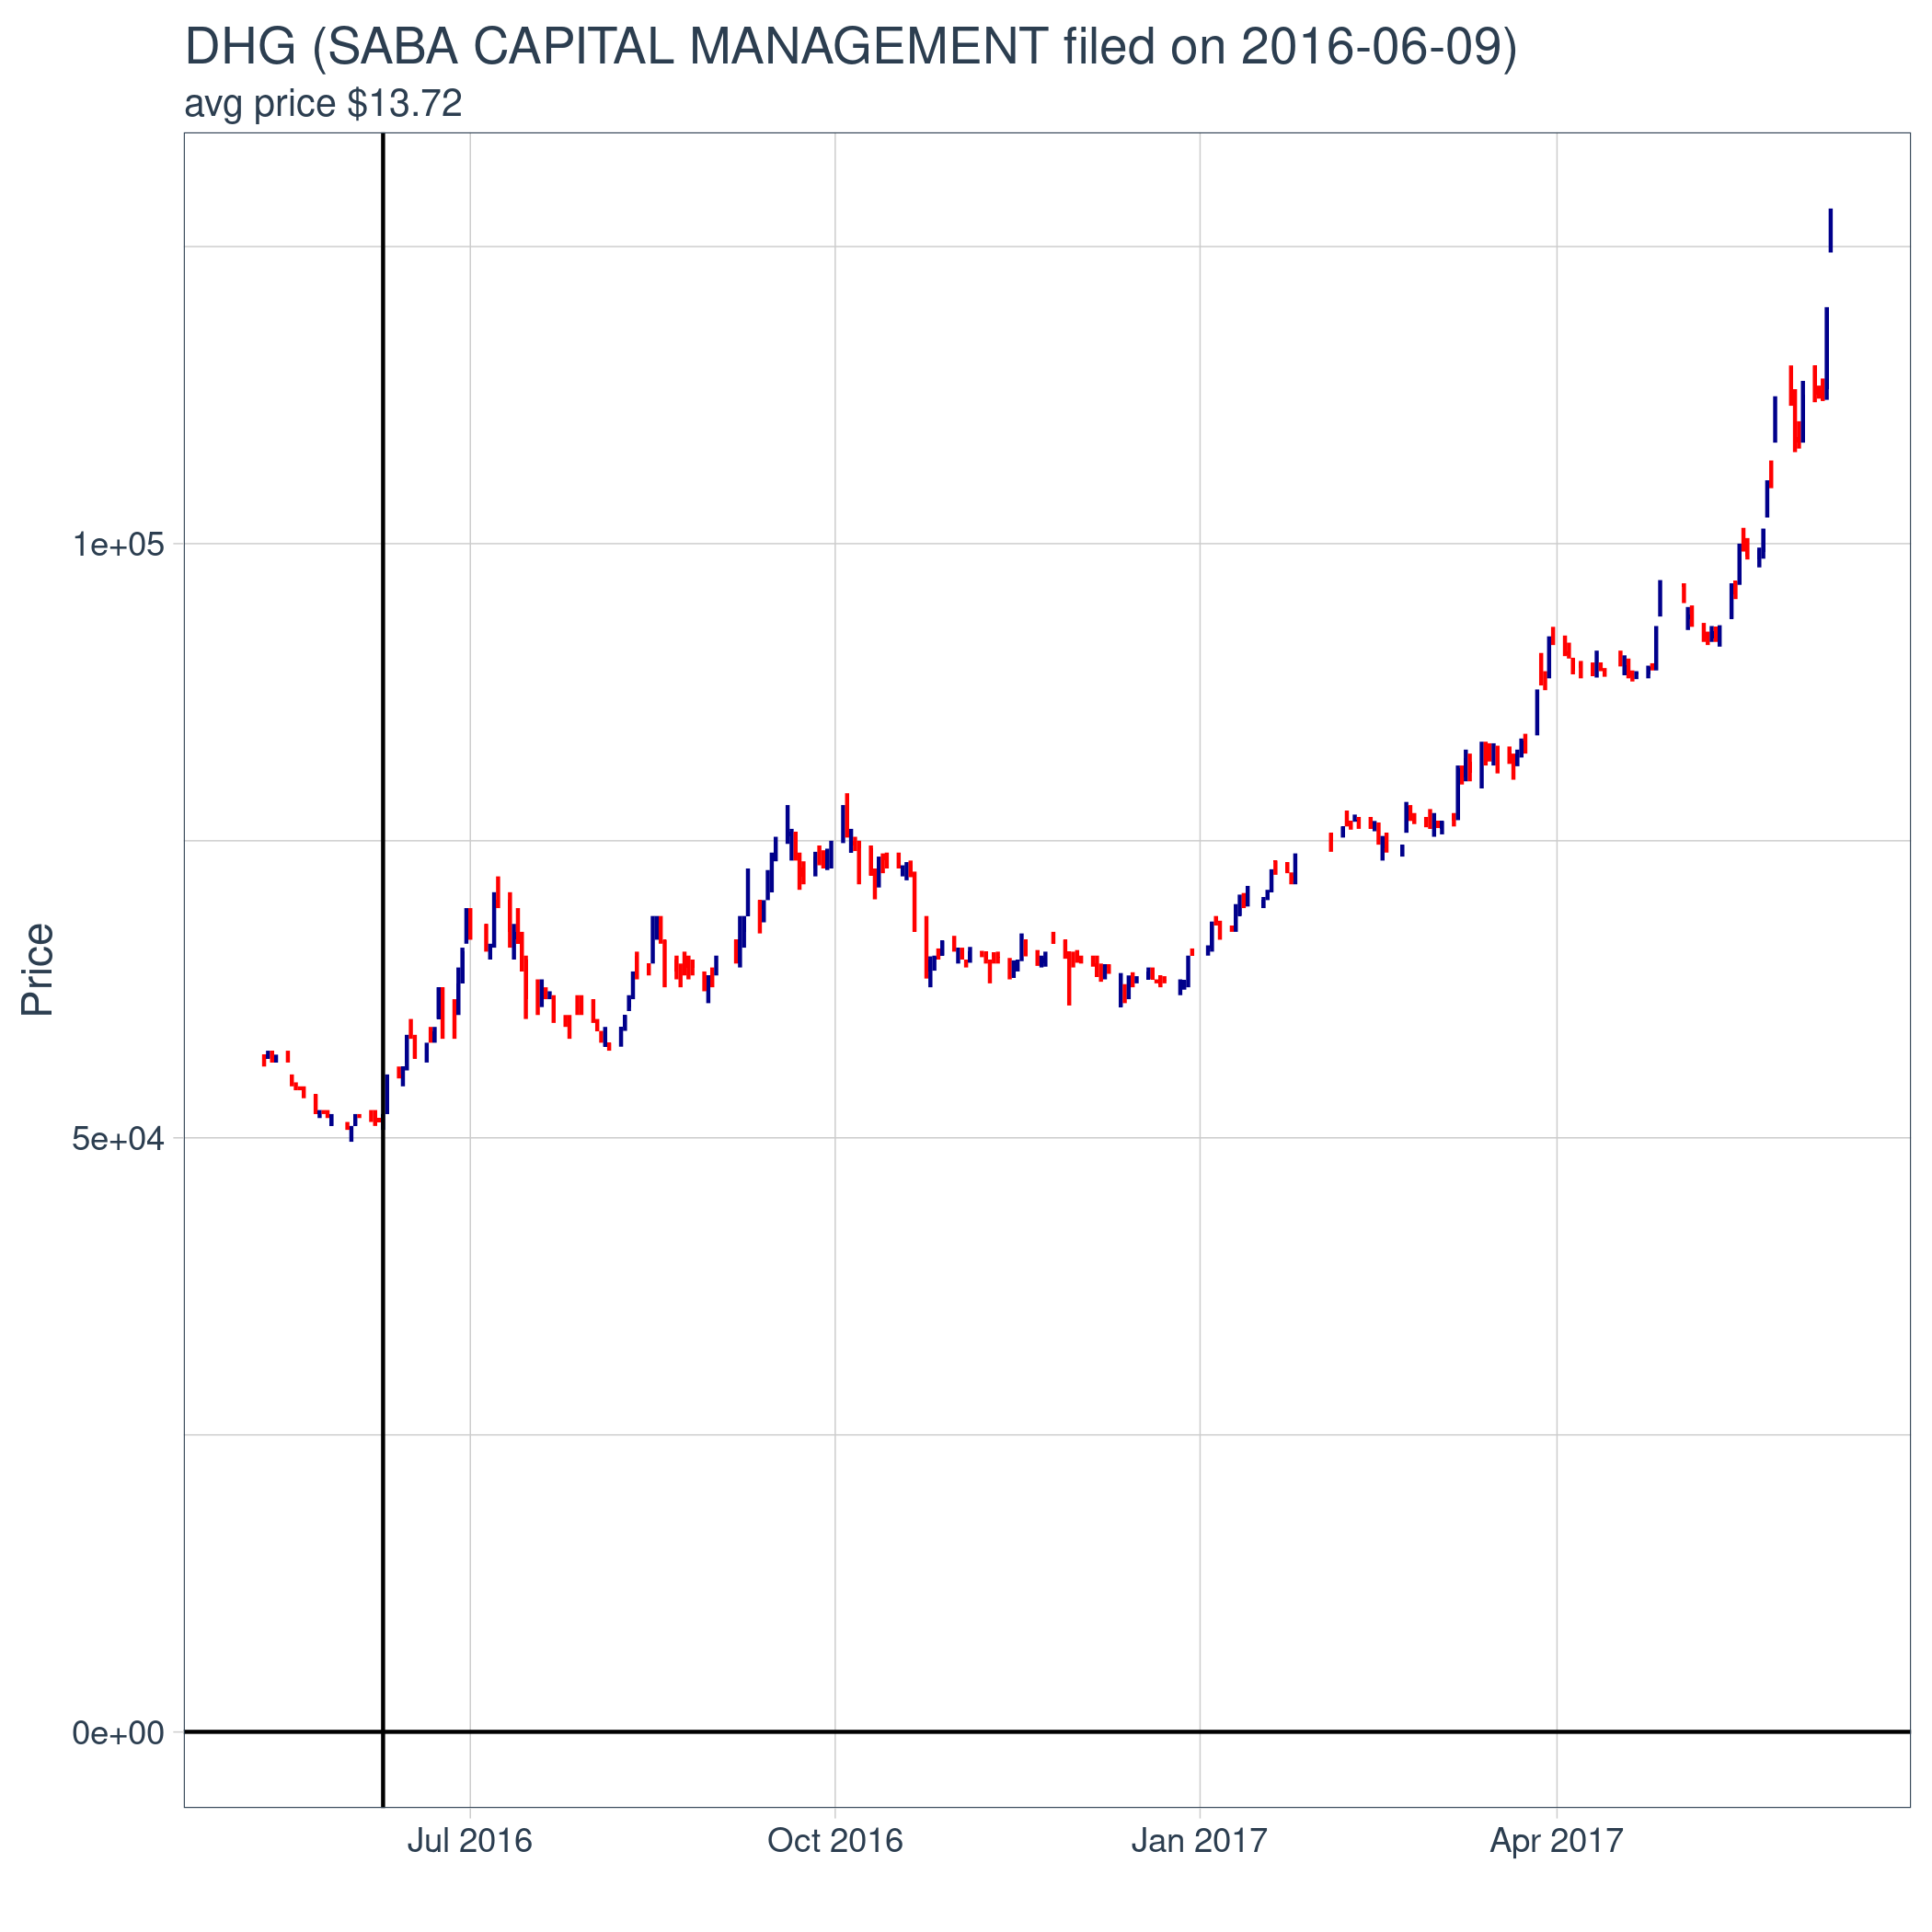 DHG (SABA CAPITAL MANAGEMENT filed on 2016-06-09)
avg price $13.72
1e+05
Price
5e+04
0e+00
Jul 2016 Oct 2016 Jan 2017 Apr 2017